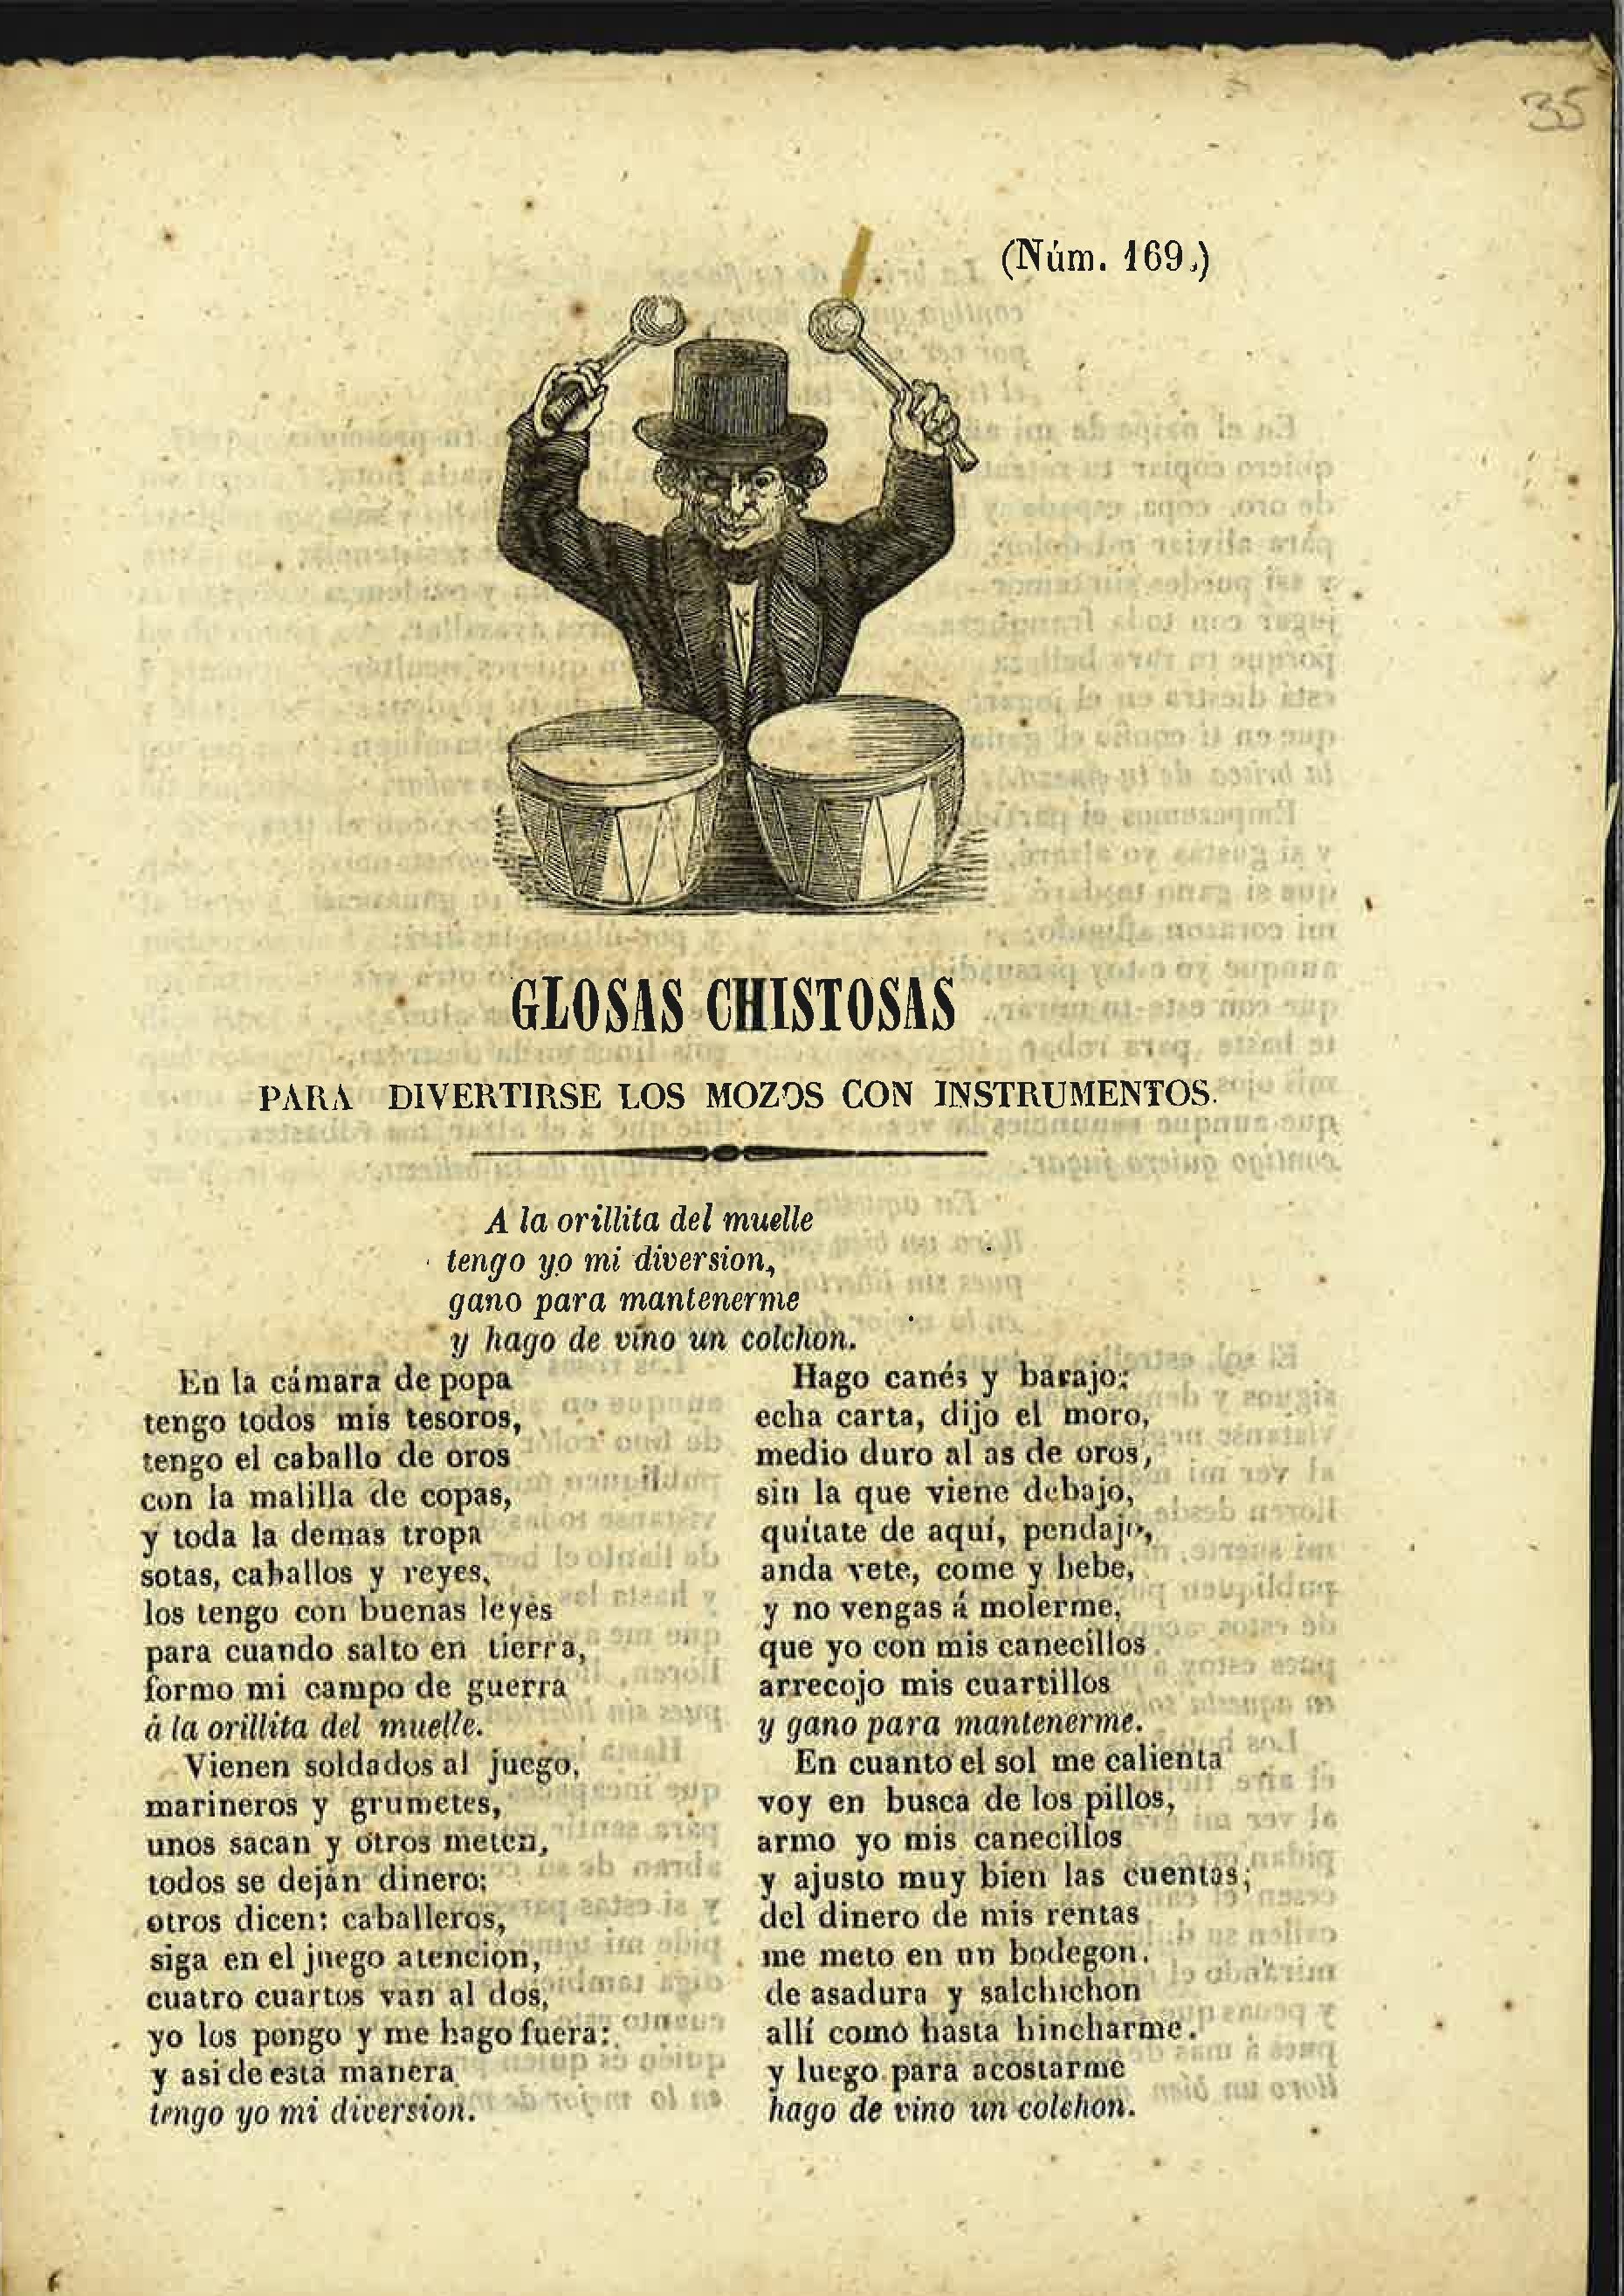 35
(Núm. 169.)
GLOSAS CHISTOSAS
PARA DIVERTIRSE LOS MOZOS CON INSTRUMENTOS.
A la orillita del muelle
tengo yo mi diversion,
gano para mantenerme
y hago de vino un colchon.
En la cámara de popa
tengo todos mis tesoros,
tengo el caballo de oros
con la malilla de copas,
y toda la demas tropa
sotas, caballos y reyes,
los tengo con buenas leyes
para cuando salto en tierra,
formo mi campo de guerra
á la orillita del muelle.
Vienen soldados al juego,
marineros y grumetes,
unos sacan y otros meten,
todos se dejan dinero;
otros dicen: caballeros,
siga en el juego atencion,
cuatro cuartos van al dos,
yo los pongo y me hago fuera:
y asi de esta manera
tengo yo mi diversion.
Hago canés y barajo;
echa carta, dijo el moro,
medio duro al as de oros,
sin la que viene debajo,
quítate de aquí, pendajo,
anda vete, come y bebe,
y no vengas á molerme,
que yo con mis canecillos
arrecojo mis cuartillos
y gano para mantenerme.
En cuanto el sol me calienta
voy en busca de los pillos,
armo yo mis canecillos
y ajusto muy bien las cuentas;
del dinero de mis rentas
me meto en un bodegon.
de asadura y salchichon
allí como hasta hincharme.
y luego para acostarme
hago de vino un colchon.